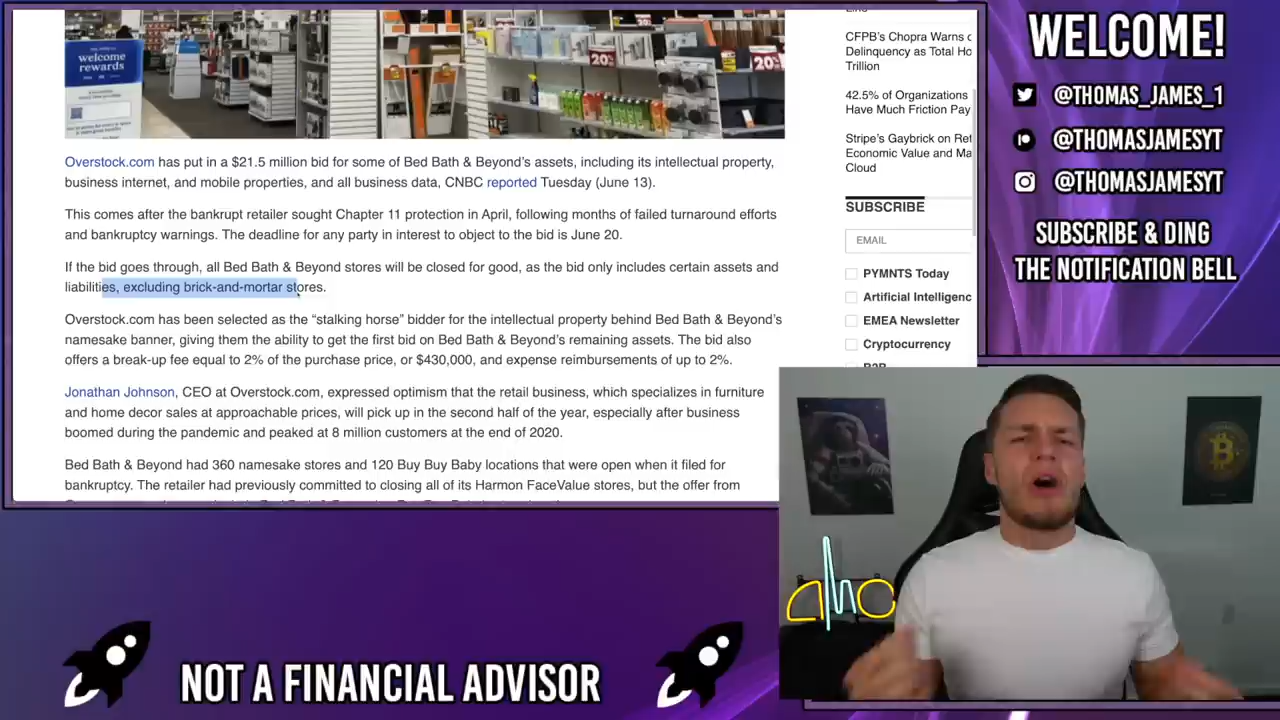 welcome
rewards
20%
20%
Overstock.com has put in a $21.5 million bid for some of Bed Bath & Beyond's assets, including its intellectual property,
business internet, and mobile properties, and all business data, CNBC reported Tuesday (June 13).
This comes after the bankrupt retailer sought Chapter 11 protection in April, following months of failed turnaround efforts
and bankruptcy warnings. The deadline for any party in interest to object to the bid is June 20.
If the bid goes through, all Bed Bath & Beyond stores will be closed for good, as the bid only includes certain assets and
liabilities, excluding brick-and-mortar stores.
Overstock.com has been selected as the “stalking horse” bidder for the intellectual property behind Bed Bath & Beyond's
namesake banner, giving them the ability to get the first bid on Bed Bath & Beyond's remaining assets. The bid also
offers a break-up fee equal to 2% of the purchase price, or $430,000, and expense reimbursements of up to 2%.
Jonathan Johnson, CEO at Overstock.com, expressed optimism that the retail business, which specializes in furniture
and home decor sales at approachable prices, will pick up in the second half of the year, especially after business
boomed during the pandemic and peaked at 8 million customers at the end of 2020.
Bed Bath & Beyond had 360 namesake stores and 120 Buy Buy Baby locations that were open when it filed for
bankruptcy. The retailer had previously committed to closing all of its Harmon FaceValue stores, but the offer from
CFPB's Chopra Warns
Delinquency as Total Ho
Trillion
42.5% of Organizations
Have Much Friction Pay
Stripe's Gaybrick on Ret
Economic Value and Ma
Cloud
SUBSCRIBE
EMAIL
PYMNTS Today
Artificial Intelligenc
EMEA Newsletter
Cryptocurrency
B2B
WELCOME!
@THOMAS_JAMES_1
@THOMASJAMESYT
@THOMASJAMESYT
SUBSCRIBE & DING
THE NOTIFICATION BELL
NOT A FINANCIAL ADVISOR